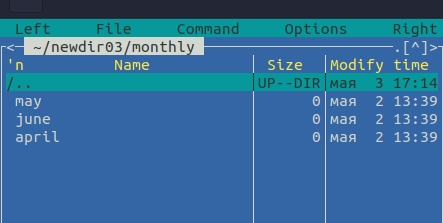 Left File Command Options Right
<- ~/newdir03/monthly .[^]>
'n Name Size Modify time
/.. UP--DIR мая 3 17:14
may 0 мая 2 13:39
june 0 мая 2 13:39
april 0 мая 2 13:39